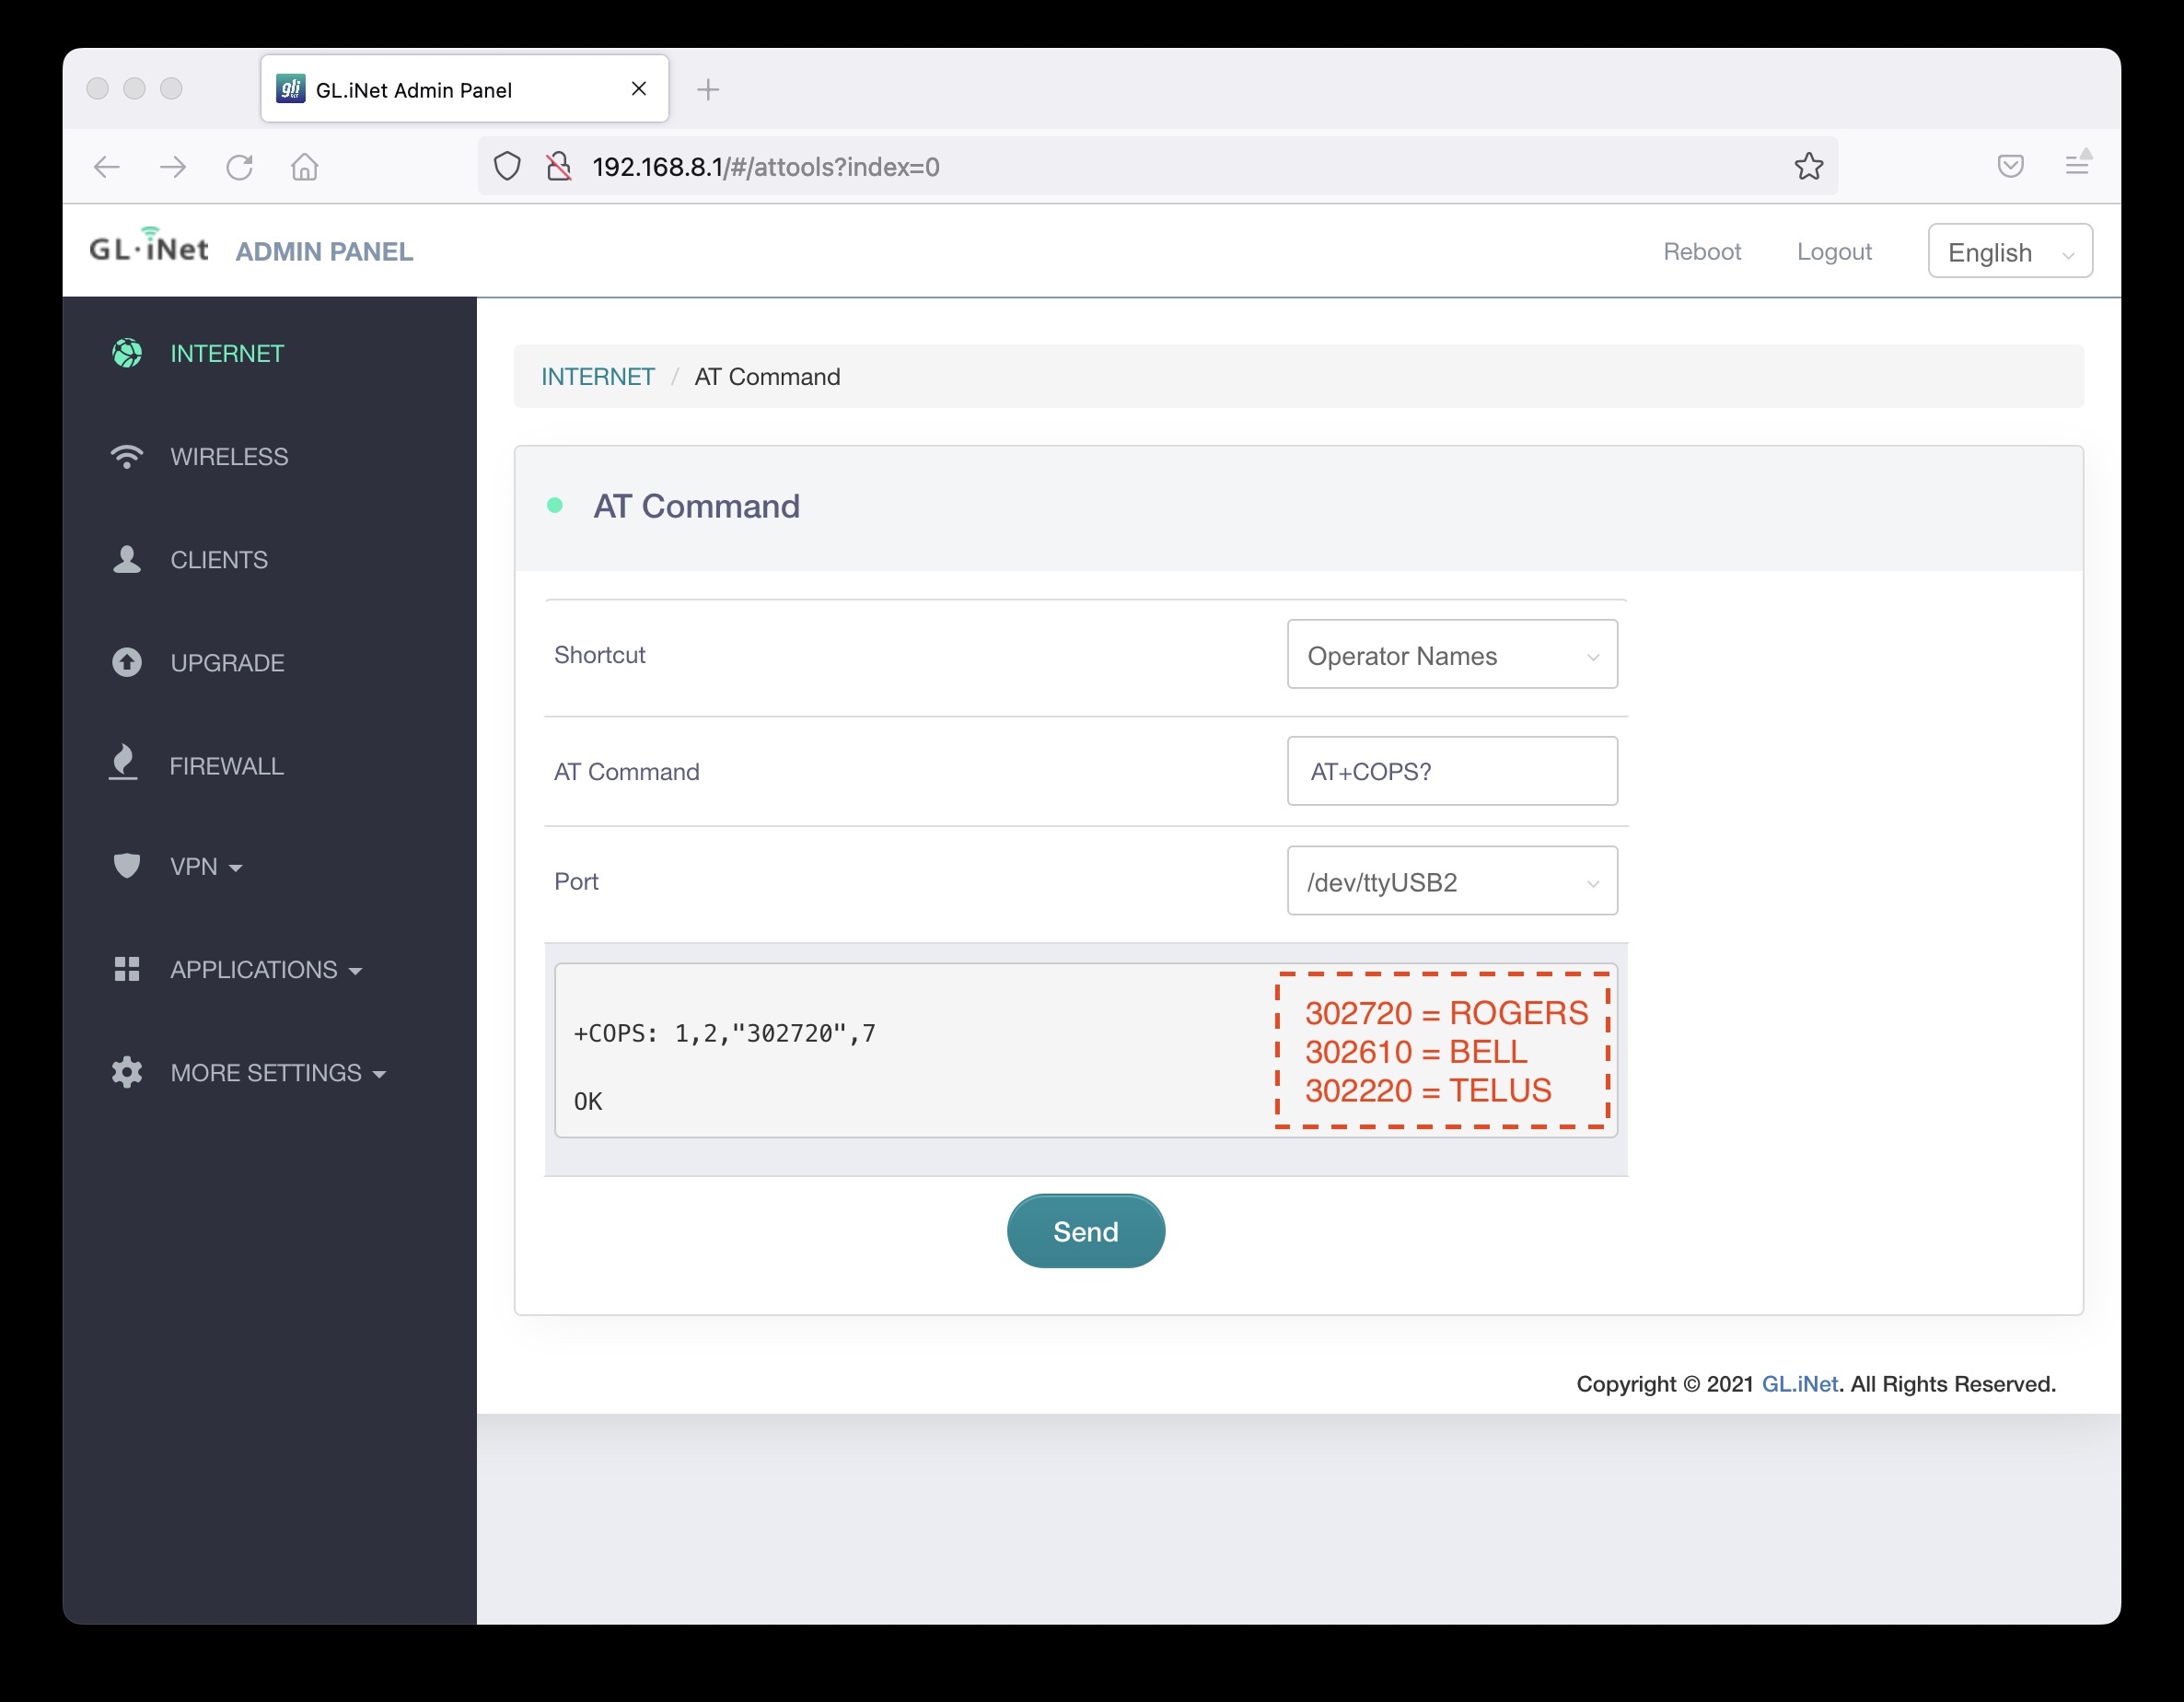 gli
GL.iNet Admin Panel
192.168.8.1/#/attools?index=0
GL·iNet ADMIN PANEL
Reboot
Logout
English
INTERNET
WIRELESS
CLIENTS
UPGRADE
FIREWALL
VPN
APPLICATIONS
MORE SETTINGS
INTERNET / AT Command
AT Command
Shortcut
Operator Names
AT Command
AT+COPS?
Port
/dev/ttyUSB2
+COPS: 1,2,"302720",7
OK
302720 = ROGERS
302610 = BELL
302220 = TELUS
Send
Copyright © 2021 GL.iNet. All Rights Reserved.